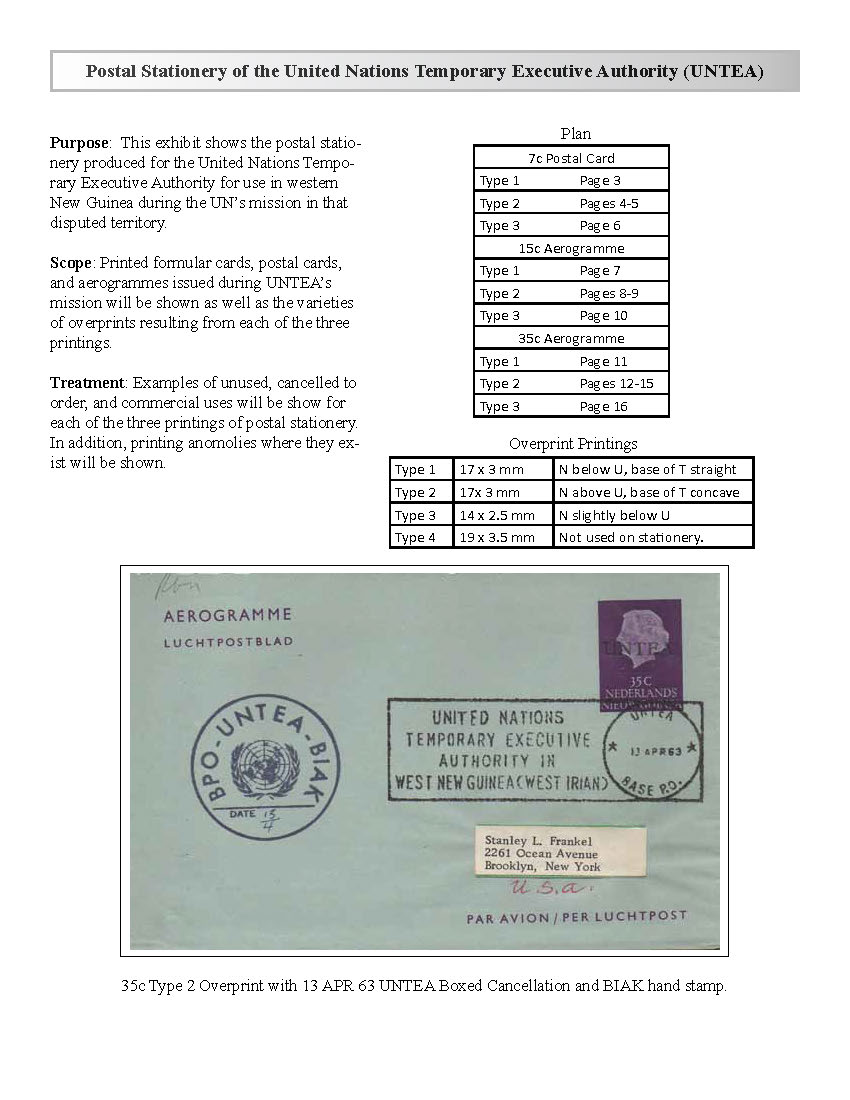 Postal Stationery of the United Nations Temporary Executive Authority (UNTEA)
Purpose:  This exhibit shows the postal statio-
nery produced for the United Nations Tempo-
rary Executive Authority for use in western
New Guinea during the UN's mission in that
disputed territory.
Scope: Printed formular cards, postal cards,
and aerogrammes issued during UNTEA's
mission will be shown as well as the varieties
of overprints resulting from each of the three
printings.
Treatment: Examples of unused, cancelled to
order, and commercial uses will be show for
each of the three printings of postal stationery.
In addition, printing anomolies where they ex-
ist will be shown.
Plan
7c Postal Card
Type 1 Page 3
Type 2 Pages 4-5
Type 3 Page 6
15c Aerogramme
Type 1 Page 7
Type 2 Pages 8-9
Type 3 Page 10
35c Aerogramme
Type 1 Page 11
Type 2 Pages 12-15
Type 3 Page 16
Overprint Printings
Type 1 17 x 3 mm N below U, base of T straight
Type 2 17x 3 mm N above U, base of T concave
Type 3 14 x 2.5 mm N slightly below U
Type 4 19 x 3.5 mm Not used on stationery.
AEROGRAMME
LUCHTPOSTBLAD
UNTEA
35C
NEDERLANDS
NIEUW-GUINEA
BPO-UNTEA-BIAK
DATE 13/4
UNITED NATIONS
TEMPORARY EXECUTIVE
AUTHORITY IN
WEST NEW GUINEA(WEST IRIAN)
UNTEA
★ 13 APR 63 ★
BASE P.O.
Stanley L. Frankel
2261 Ocean Avenue
Brooklyn, New York
U.S.A.
PAR AVION / PER LUCHTPOST
35c Type 2 Overprint with 13 APR 63 UNTEA Boxed Cancellation and BIAK hand stamp.